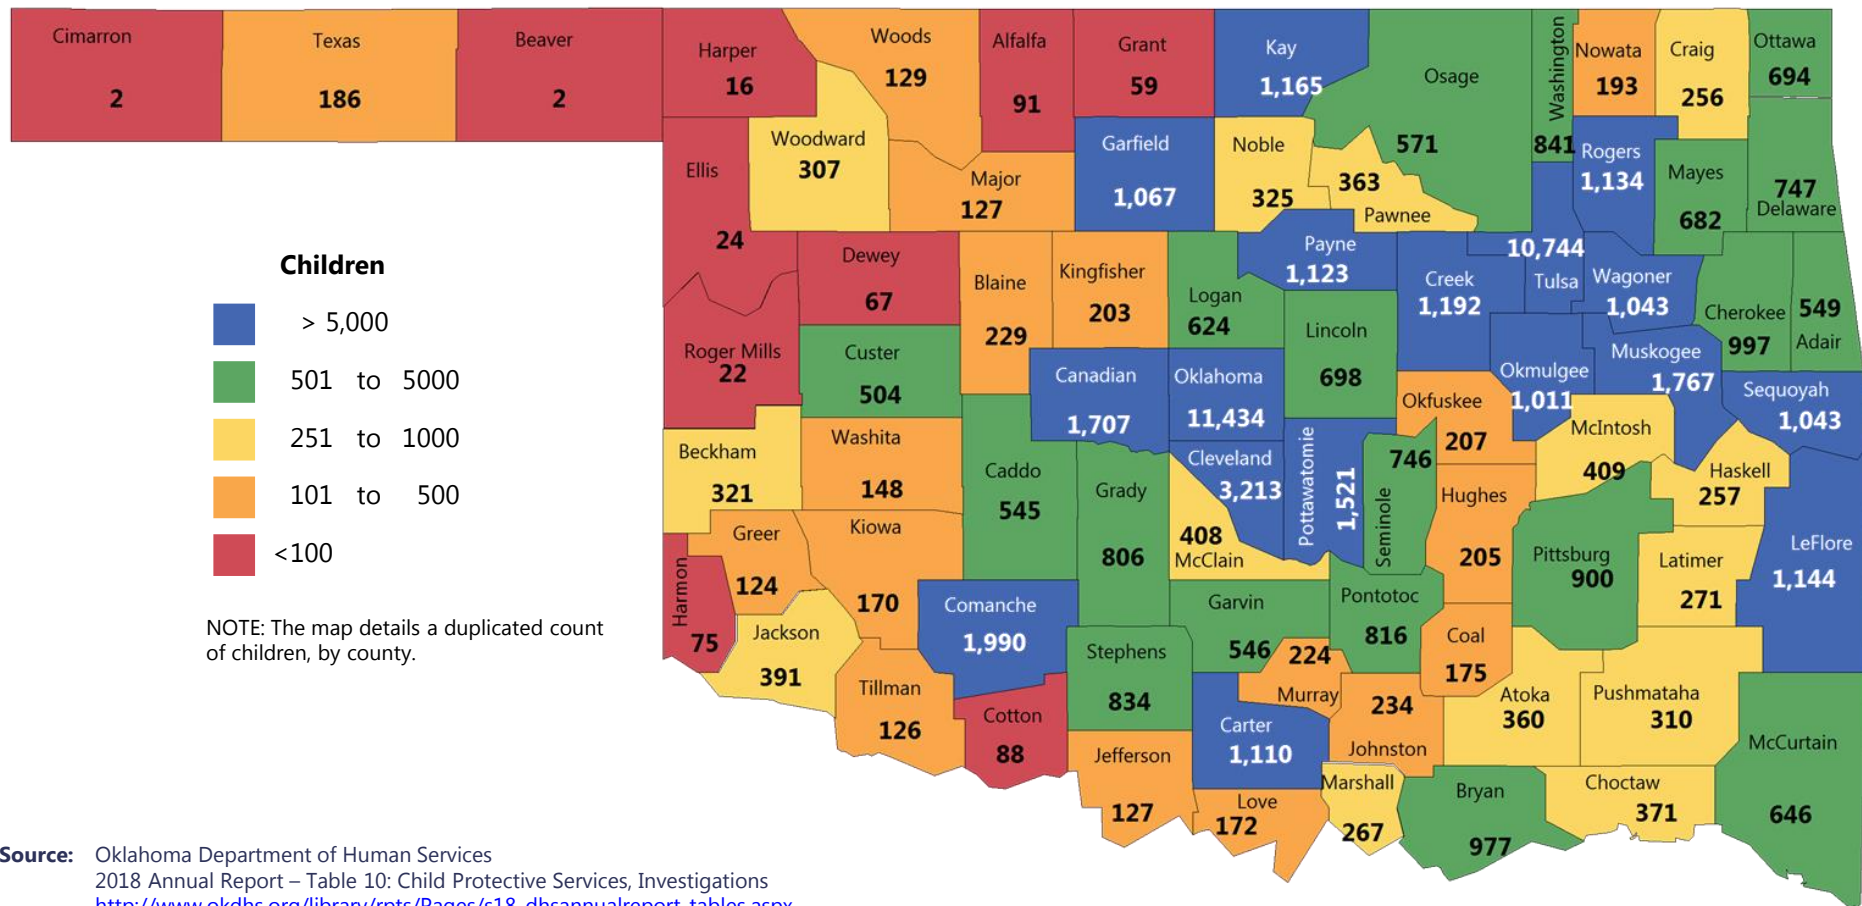 Cimarron
2
Texas
186
Beaver
2
Harper
16
Woods
129
Alfalfa
91
Grant
59
Kay
1,165
Osage
571
Washington
841
Nowata
193
Craig
256
Ottawa
694
Ellis
24
Woodward
307
Major
127
Garfield
1,067
Noble
325
363
Pawnee
Rogers
1,134
Mayes
682
747
Delaware
Dewey
67
Blaine
229
Kingfisher
203
Logan
624
Payne
1,123
Lincoln
698
Creek
1,192
10,744
Tulsa
Wagoner
1,043
Cherokee
997
549
Adair
Roger Mills
22
Custer
504
Canadian
1,707
Oklahoma
11,434
Okfuskee
207
Okmulgee
1,011
Muskogee
1,767
Sequoyah
1,043
Beckham
321
Washita
148
Caddo
545
Grady
806
Cleveland
3,213
Pottawatomie
1,521
746
Seminole
Hughes
205
McIntosh
409
Haskell
257
Greer
124
Kiowa
170
408
McClain
Pittsburg
900
Latimer
271
LeFlore
1,144
Harmon
75
Jackson
391
Comanche
1,990
Stephens
834
Garvin
546
Pontotoc
816
Coal
175
Tillman
126
Cotton
88
224
Murray
234
Johnston
Atoka
360
Pushmataha
310
McCurtain
646
Jefferson
127
Carter
1,110
Love
172
Marshall
267
Bryan
977
Choctaw
371
Children
> 5,000
501 to 5000
251 to 1000
101 to 500
<100
NOTE: The map details a duplicated count
of children, by county.
Source: Oklahoma Department of Human Services
2018 Annual Report – Table 10: Child Protective Services, Investigations
http://www.okdhs.org/library/rpts/Pages/s18_dhsannualreport_tables.aspx